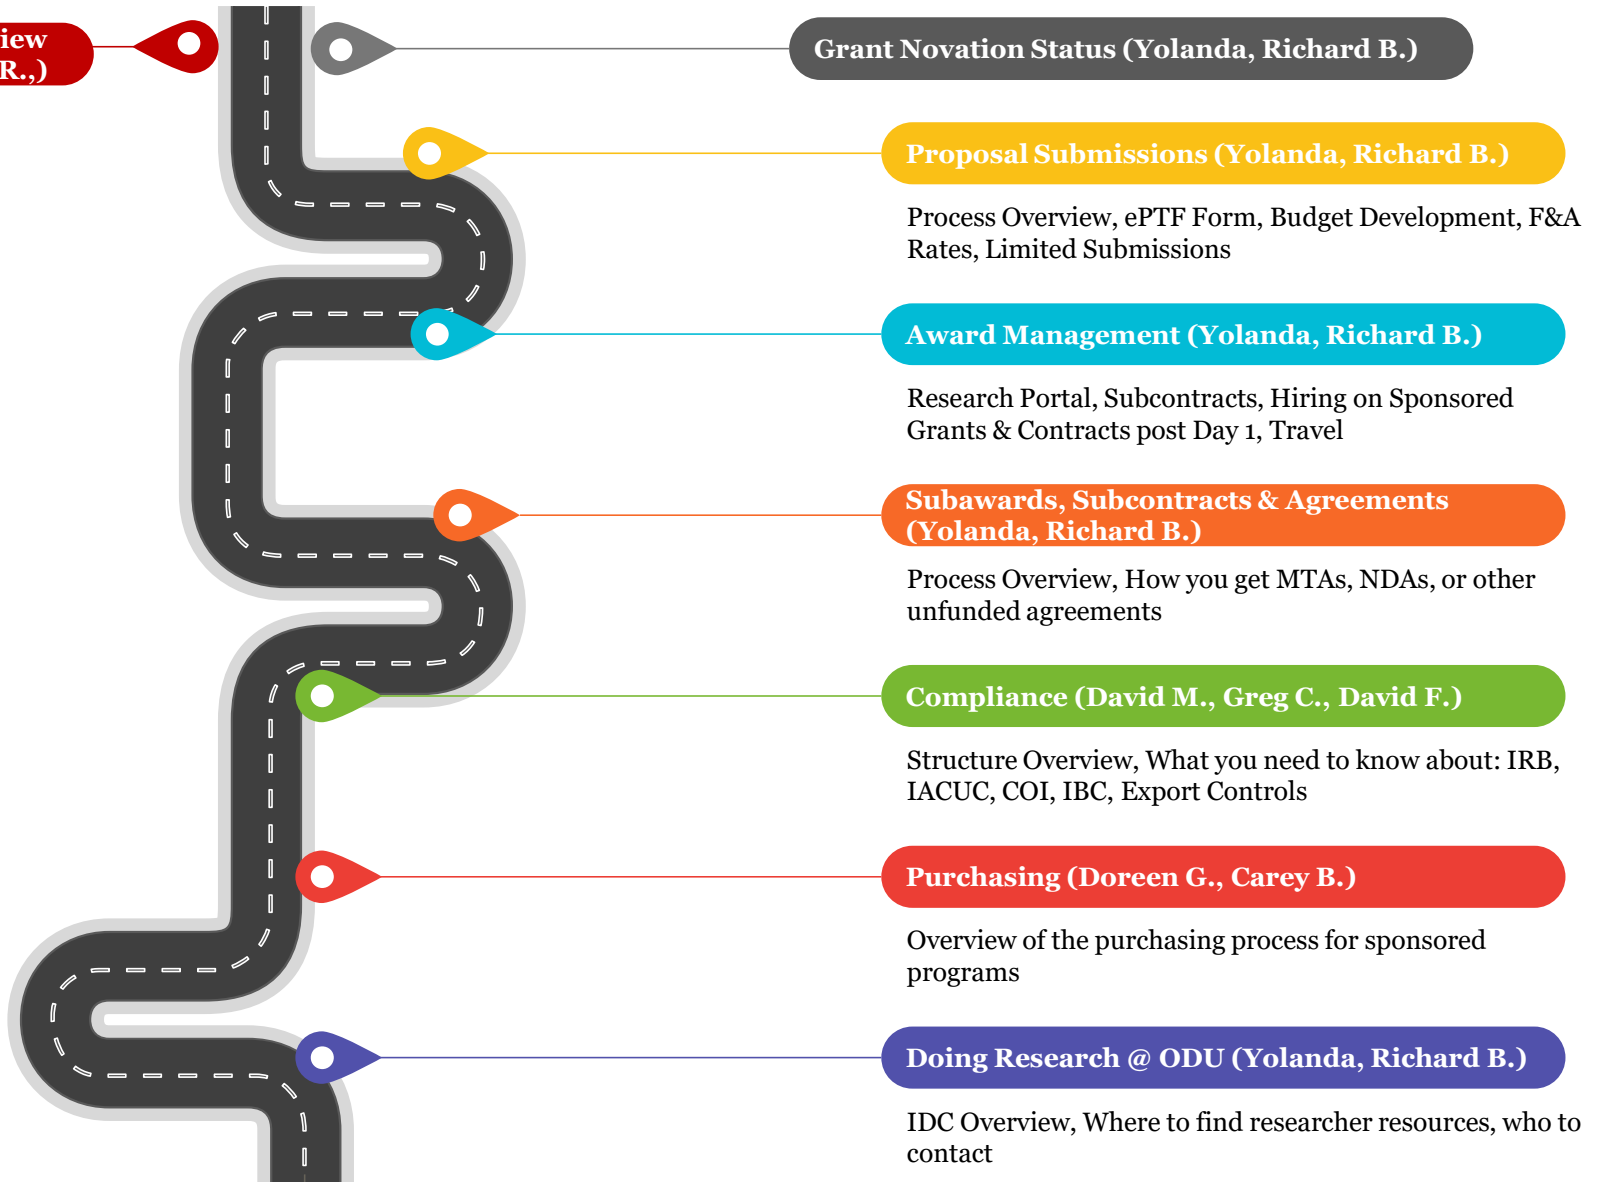 iew
R.,)
Grant Novation Status (Yolanda, Richard B.)
Proposal Submissions (Yolanda, Richard B.)
Process Overview, ePTF Form, Budget Development, F&A
Rates, Limited Submissions
Award Management (Yolanda, Richard B.)
Research Portal, Subcontracts, Hiring on Sponsored
Grants & Contracts post Day 1, Travel
Subawards, Subcontracts & Agreements
(Yolanda, Richard B.)
Process Overview, How you get MTAs, NDAs, or other
unfunded agreements
Compliance (David M., Greg C., David F.)
Structure Overview, What you need to know about: IRB,
IACUC, COI, IBC, Export Controls
Purchasing (Doreen G., Carey B.)
Overview of the purchasing process for sponsored
programs
Doing Research @ ODU (Yolanda, Richard B.)
IDC Overview, Where to find researcher resources, who to
contact